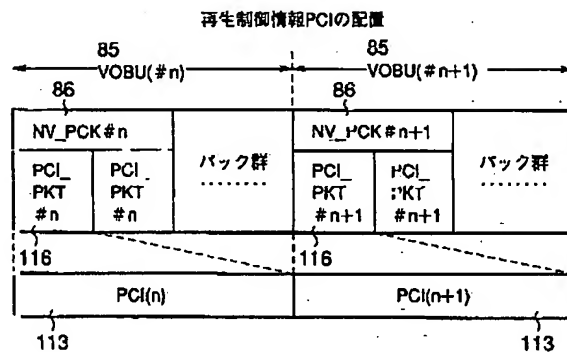 再生制御情報PCIの配置
85 85
VOBU(#n) VOBU(#n+1)
86 86
NV_PCK#n NV_PCK#n+1
パック群 パック群
PCI_ PCI_ PCI_ PCI_
PKT PKT PKT PKT
#n #n #n+1 #n+1
116 116
PCI(n) PCI(n+1)
113 113